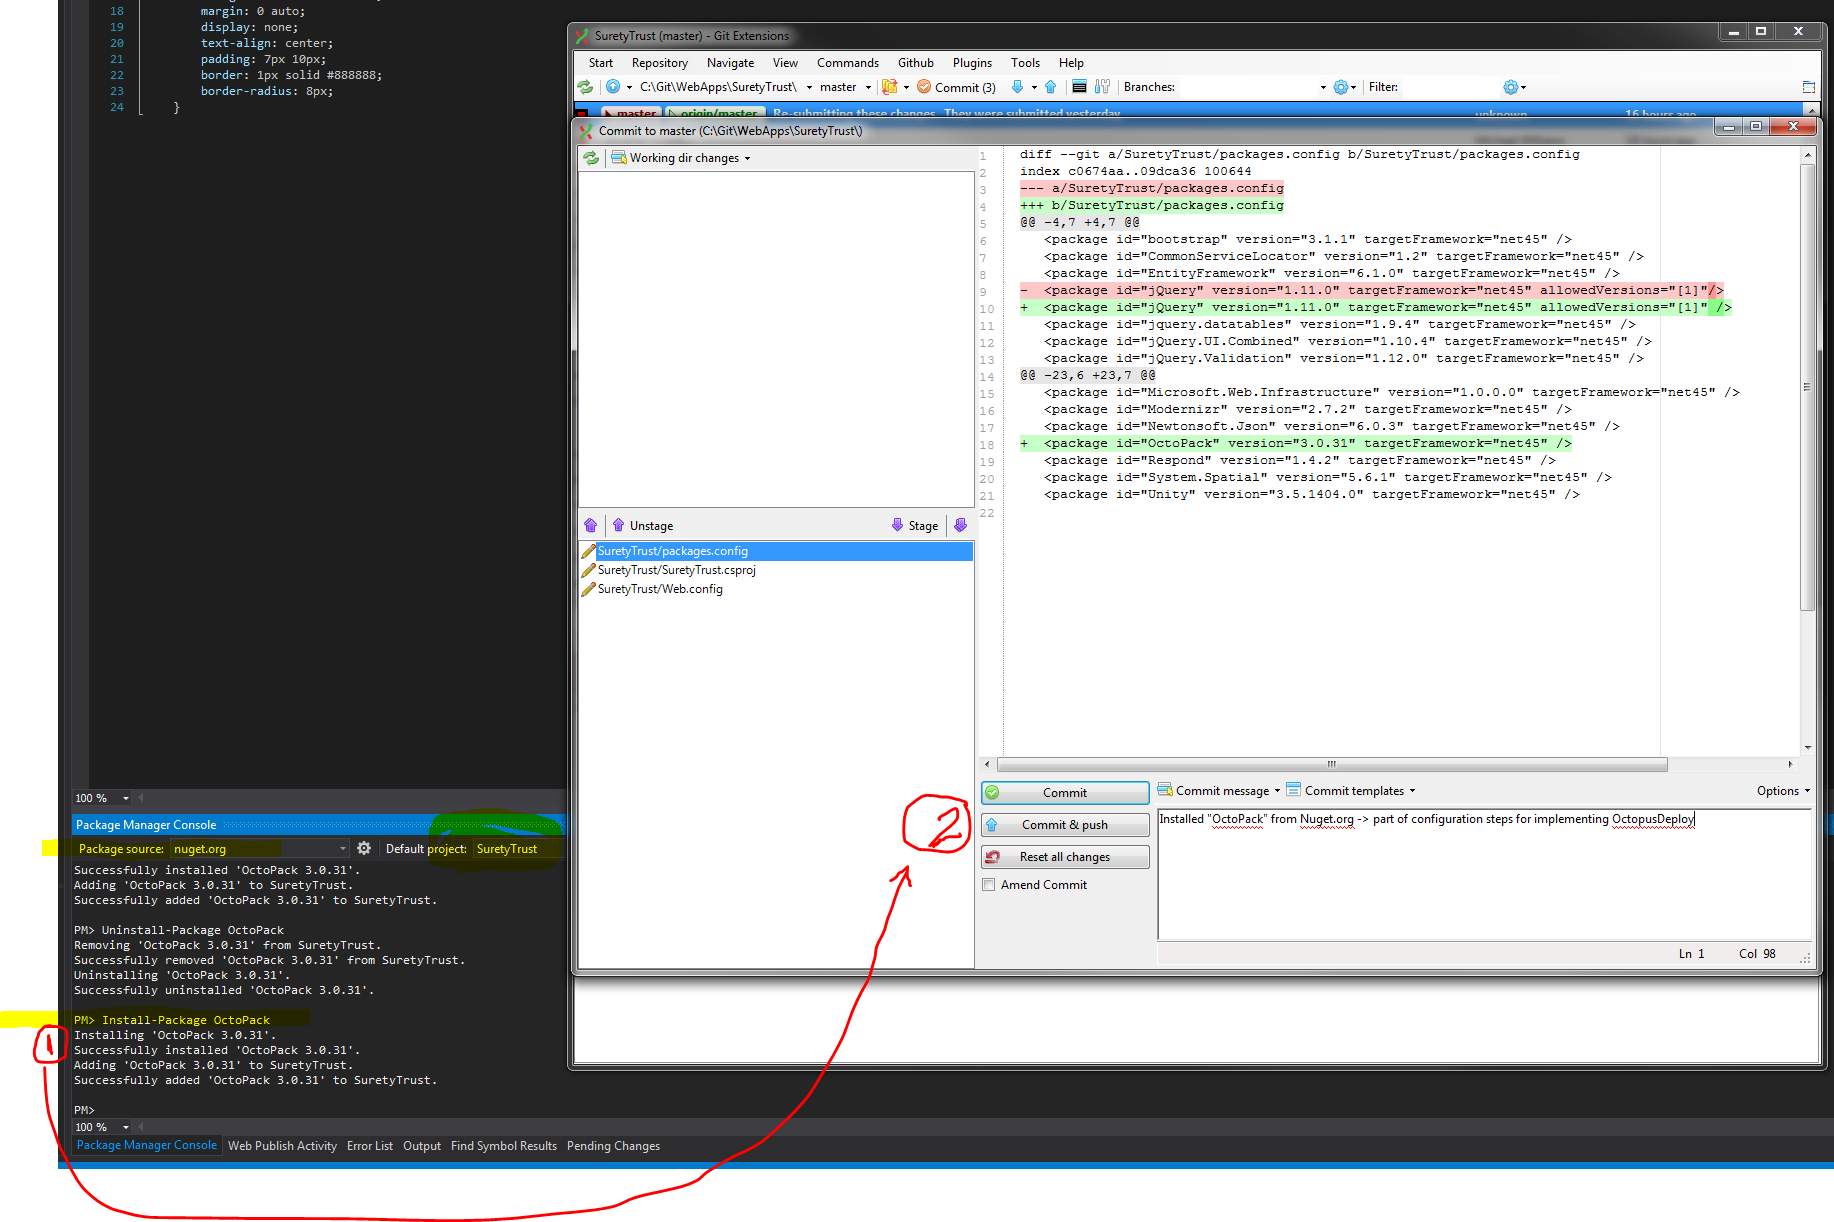 18 margin: 0 auto;
19 display: none;
20 text-align: center;
21 padding: 7px 10px;
22 border: 1px solid #888888;
23 border-radius: 8px;
24 }
100 %
Package Manager Console
Package source: nuget.org Default project: SuretyTrust
Successfully installed 'OctoPack 3.0.31'.
Adding 'OctoPack 3.0.31' to SuretyTrust.
Successfully added 'OctoPack 3.0.31' to SuretyTrust.
PM> Uninstall-Package OctoPack
Removing 'OctoPack 3.0.31' from SuretyTrust.
Successfully removed 'OctoPack 3.0.31' from SuretyTrust.
Uninstalling 'OctoPack 3.0.31'.
Successfully uninstalled 'OctoPack 3.0.31'.
PM> Install-Package OctoPack
1
Installing 'OctoPack 3.0.31'.
Successfully installed 'OctoPack 3.0.31'.
Adding 'OctoPack 3.0.31' to SuretyTrust.
Successfully added 'OctoPack 3.0.31' to SuretyTrust.
PM>
100 %
Package Manager Console Web Publish Activity Error List Output Find Symbol Results Pending Changes
SuretyTrust (master) - Git Extensions
Start Repository Navigate View Commands Github Plugins Tools Help
C:\Git\WebApps\SuretyTrust\ master Commit (3) Branches: Filter:
master origin/master Re-submitting these changes. They were submitted yesterday unknown 16 hours ago
Commit to master (C:\Git\WebApps\SuretyTrust\)
Working dir changes
Unstage Stage
SuretyTrust/packages.config
SuretyTrust/SuretyTrust.csproj
SuretyTrust/Web.config
1 diff --git a/SuretyTrust/packages.config b/SuretyTrust/packages.config
2 index c0674aa..09dca36 100644
3 --- a/SuretyTrust/packages.config
4 +++ b/SuretyTrust/packages.config
5 @@ -4,7 +4,7 @@
6 <package id="bootstrap" version="3.1.1" targetFramework="net45" />
7 <package id="CommonServiceLocator" version="1.2" targetFramework="net45" />
8 <package id="EntityFramework" version="6.1.0" targetFramework="net45" />
9 - <package id="jQuery" version="1.11.0" targetFramework="net45" allowedVersions="[1]"/>
10 + <package id="jQuery" version="1.11.0" targetFramework="net45" allowedVersions="[1]" />
11 <package id="jquery.datatables" version="1.9.4" targetFramework="net45" />
12 <package id="jQuery.UI.Combined" version="1.10.4" targetFramework="net45" />
13 <package id="jQuery.Validation" version="1.12.0" targetFramework="net45" />
14 @@ -23,6 +23,7 @@
15 <package id="Microsoft.Web.Infrastructure" version="1.0.0.0" targetFramework="net45" />
16 <package id="Modernizr" version="2.7.2" targetFramework="net45" />
17 <package id="Newtonsoft.Json" version="6.0.3" targetFramework="net45" />
18 + <package id="OctoPack" version="3.0.31" targetFramework="net45" />
19 <package id="Respond" version="1.4.2" targetFramework="net45" />
20 <package id="System.Spatial" version="5.6.1" targetFramework="net45" />
21 <package id="Unity" version="3.5.1404.0" targetFramework="net45" />
22
2
Commit
Commit & push
Reset all changes
Amend Commit
Commit message Commit templates Options
Installed "OctoPack" from Nuget.org -> part of configuration steps for implementing OctopusDeploy
Ln 1 Col 98